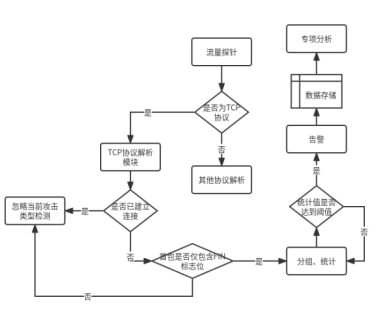 专项分析
流量探针
数据存储
是否为TCP
协议
是
告警
否
TCP协议解析
模块
其他协议解析
是
忽略当前攻击
类型检测
是
是否已建立
连接
统计值是否
达到阈值
否
否
首包是否仅包含FIN
标志位
是
分组、统计
否